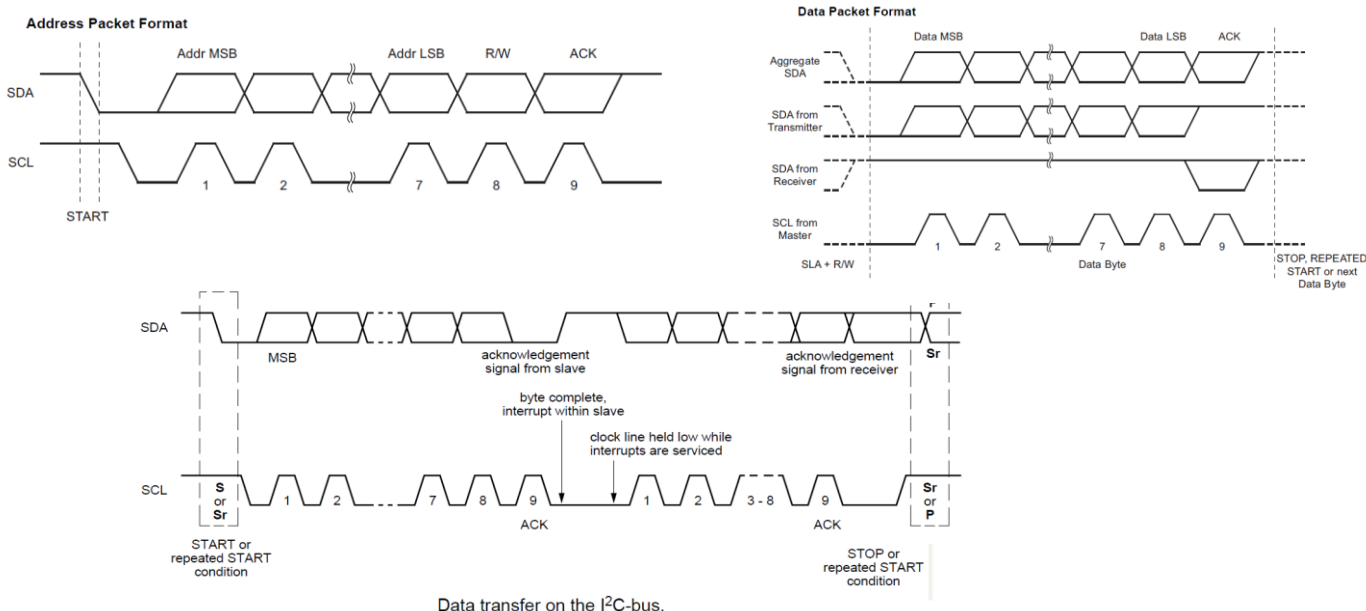 Address Packet Format
Addr MSB Addr LSB R/W ACK
SDA
SCL
1 2 7 8 9
START
Data Packet Format
Data MSB Data LSB ACK
Aggregate
SDA
SDA from
Transmitter
SDA from
Receiver
SCL from
Master
1 2 7 8 9
SLA + R/W Data Byte STOP, REPEATED
START or next
Data Byte
SDA
MSB
acknowledgement
signal from slave
acknowledgement
signal from receiver
Sr
byte complete,
interrupt within slave
clock line held low while
interrupts are serviced
SCL
S
or
Sr
1 2 7 8 9 1 2 3 - 8 9
ACK ACK
Sr
or
P
START or
repeated START
condition
STOP or
repeated START
condition
Data transfer on the I²C-bus.